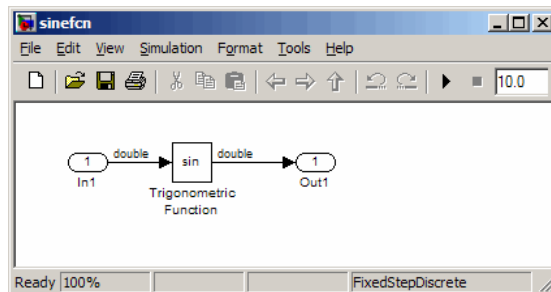 sinefcn
File Edit View Simulation Format Tools Help
10.0
1 double sin double 1
In1 Out1
Trigonometric
Function
Ready 100% FixedStepDiscrete